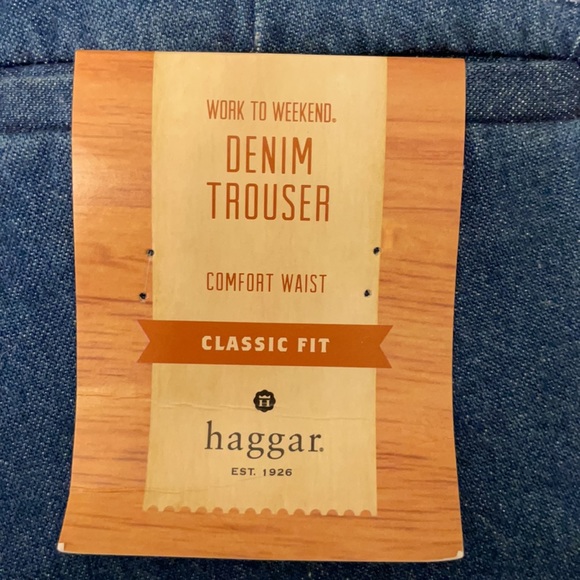 WORK TO WEEKEND®
DENIM
TROUSER
COMFORT WAIST
CLASSIC FIT
H
haggar®
EST. 1926